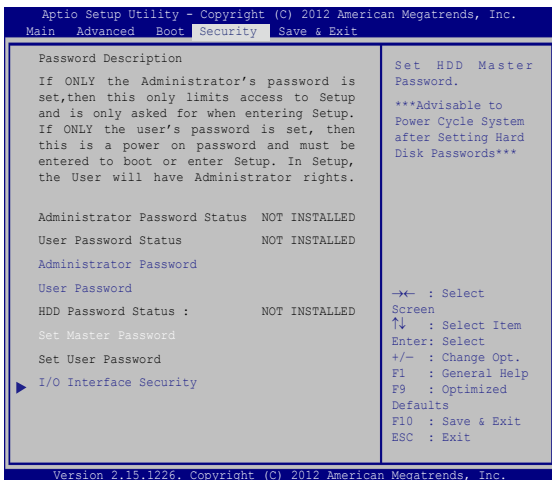 Aptio Setup Utility - Copyright (C) 2012 American Megatrends, Inc.
Main Advanced Boot Security Save & Exit
Password Description
If ONLY the Administrator's password is
set,then this only limits access to Setup
and is only asked for when entering Setup.
If ONLY the user's password is set, then
this is a power on password and must be
entered to boot or enter Setup. In Setup,
the User will have Administrator rights.
Administrator Password Status NOT INSTALLED
User Password Status NOT INSTALLED
Administrator Password
User Password
HDD Password Status : NOT INSTALLED
Set Master Password
Set User Password
I/O Interface Security
Set HDD Master
Password.
***Advisable to
Power Cycle System
after Setting Hard
Disk Passwords***
→← : Select
Screen
↑↓ : Select Item
Enter: Select
+/— : Change Opt.
F1 : General Help
F9 : Optimized
Defaults
F10 : Save & Exit
ESC : Exit
Version 2.15.1226. Copyright (C) 2012 American Megatrends, Inc.